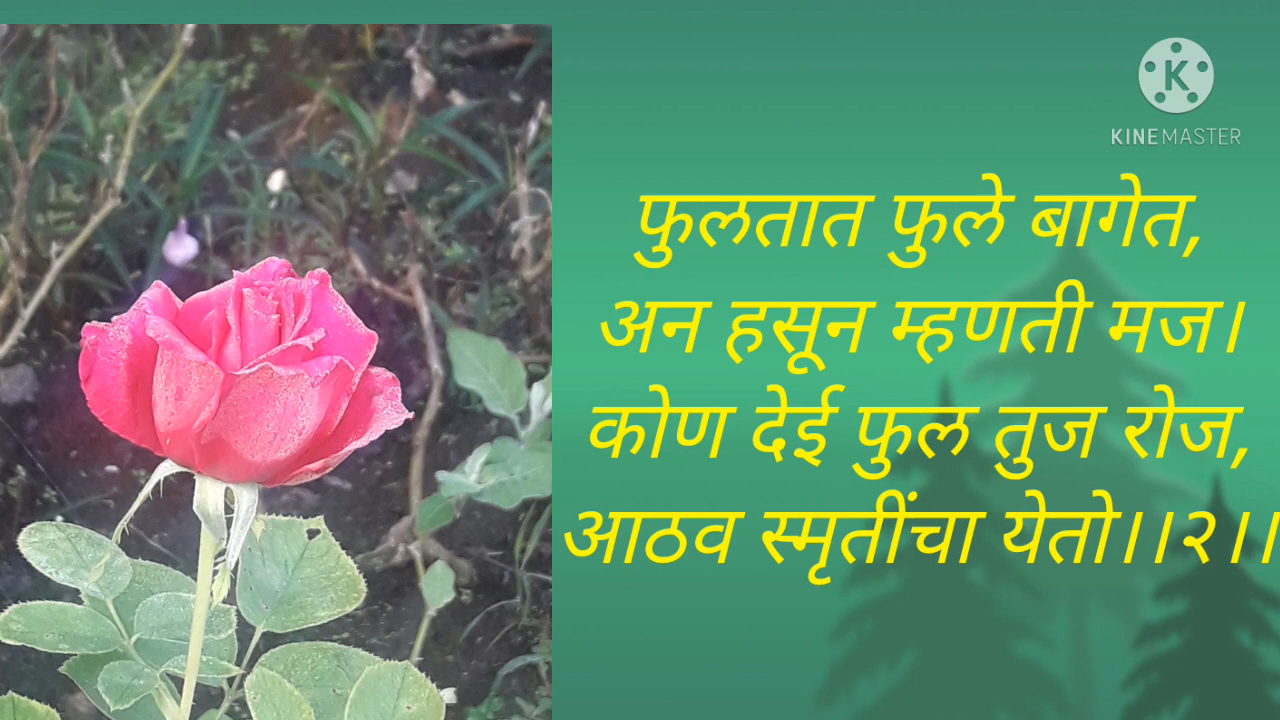 KINEMASTER
फुलतात फुले बागेत,
अन हसून म्हणती मज।
कोण देई फुल तुज रोज,
आठव स्मृतींचा येतो।।२।।